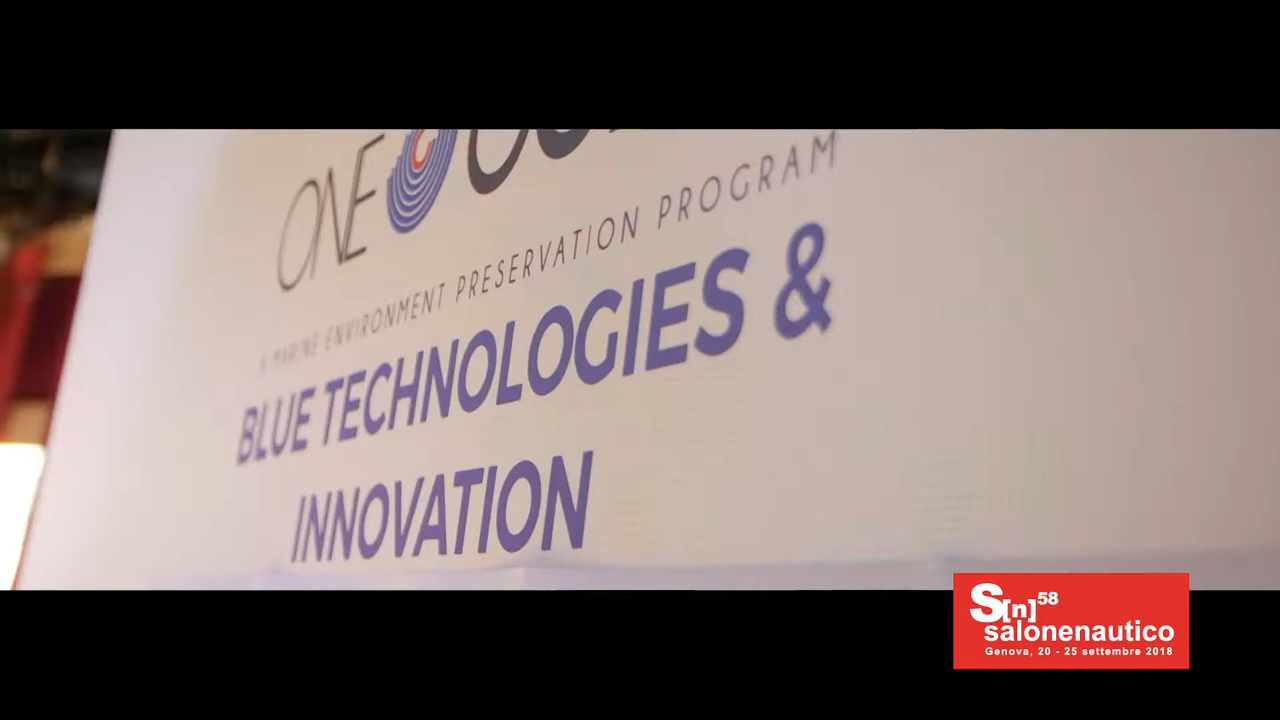 ONE
A MARINE ENVIRONMENT PRESERVATION PROGRAM
BLUE TECHNOLOGIES &
INNOVATION
S[n]58
salonenautico
Genova, 20 - 25 settembre 2018